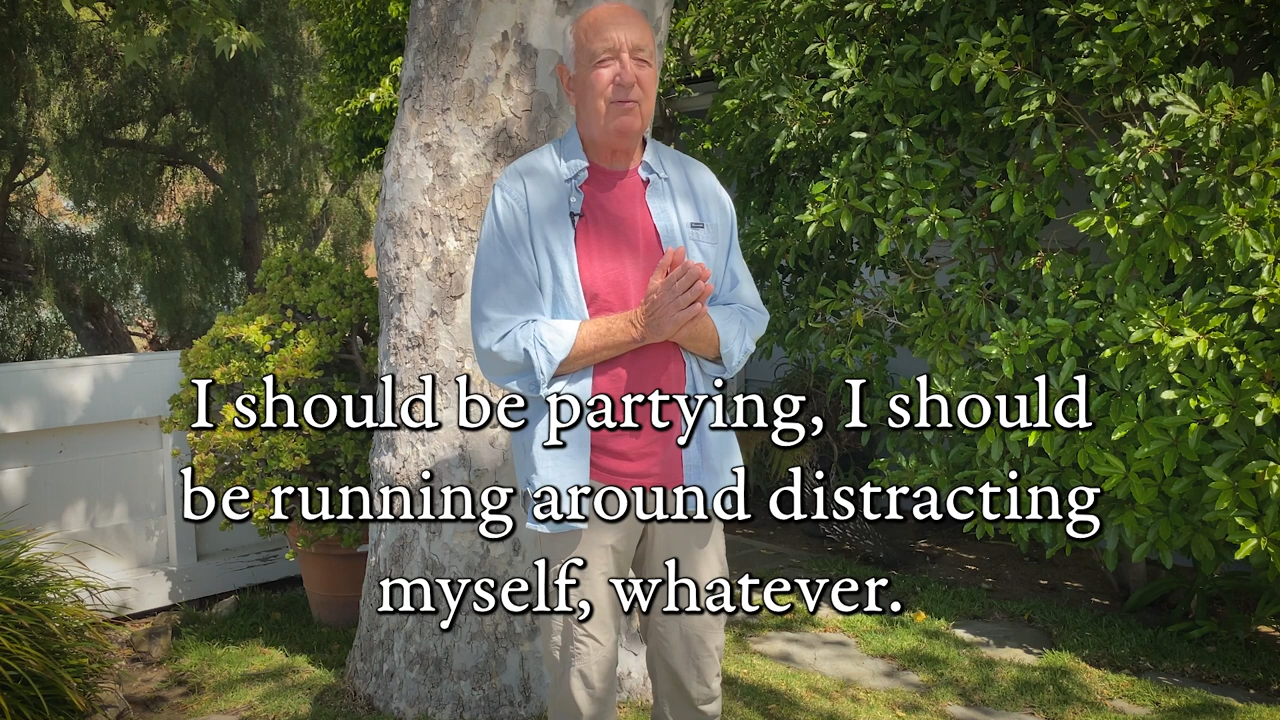 I should be partying, I should
be running around distracting
myself, whatever.